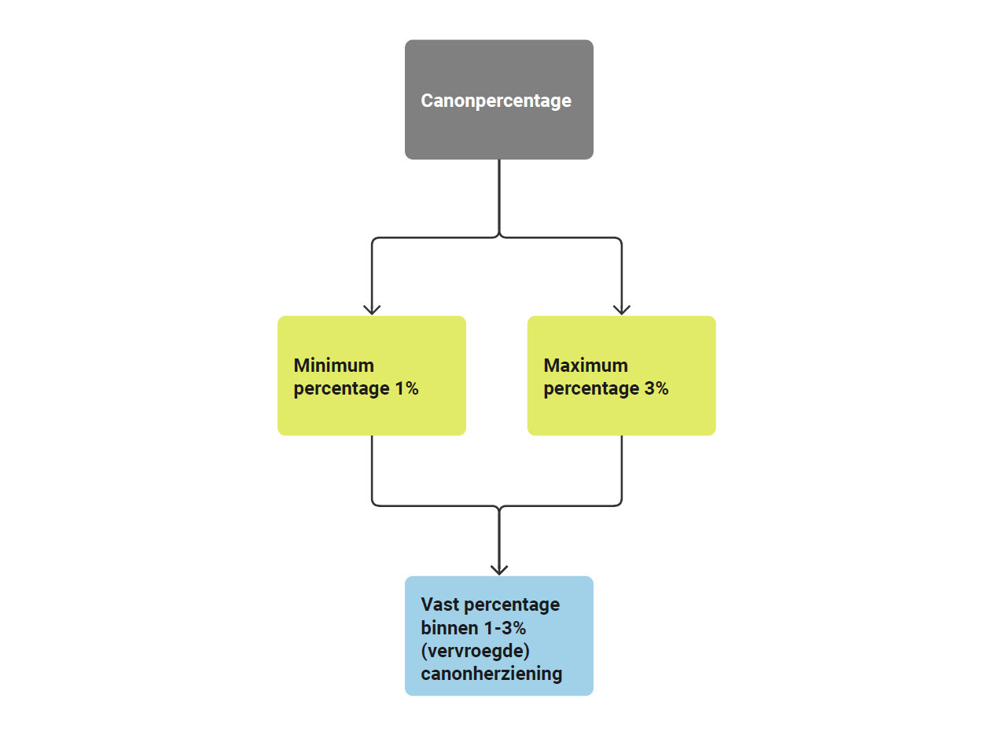 Canonpercentage
Minimum
percentage 1%
Maximum
percentage 3%
Vast percentage
binnen 1-3%
(vervroegde)
canonherziening